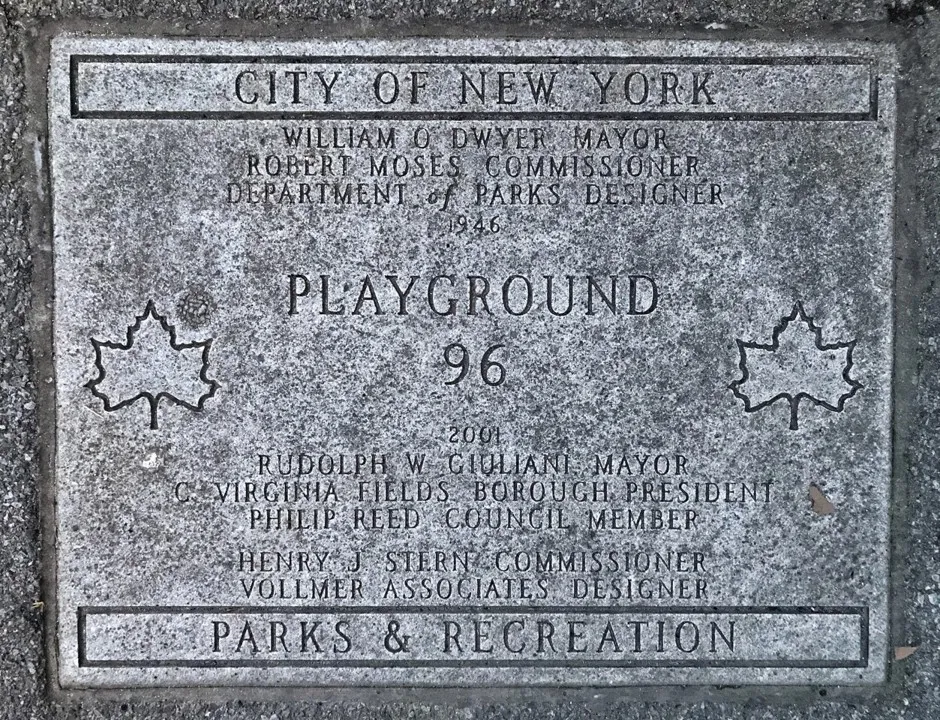 CITY OF NEW YORK
WILLIAM O DWYER MAYOR
ROBERT MOSES COMMISSIONER
DEPARTMENT of PARKS DESIGNER
1946
PLAYGROUND
96
2001
RUDOLPH W GIULIANI MAYOR
C. VIRGINIA FIELDS BOROUGH PRESIDENT
PHILIP REED COUNCIL MEMBER
HENRY J STERN COMMISSIONER
VOLLMER ASSOCIATES DESIGNER
PARKS & RECREATION